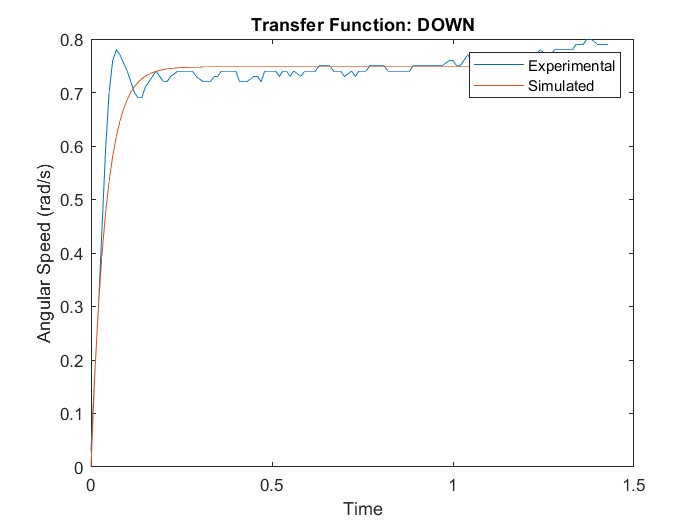 Transfer Function: DOWN
0.8
0.7
0.6
0.5
0.4
0.3
0.2
0.1
0
Angular Speed (rad/s)
Experimental
Simulated
0
0.5
1
1.5
Time